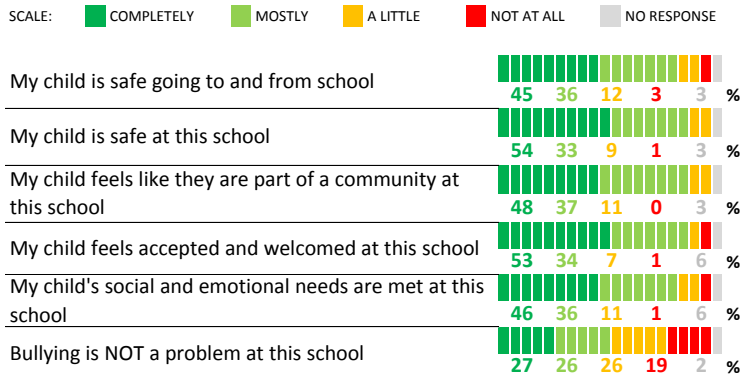 SCALE: COMPLETELY MOSTLY A LITTLE NOT AT ALL NO RESPONSE
My child is safe going to and from school
45 36 12 3 3 %
My child is safe at this school
54 33 9 1 3 %
My child feels like they are part of a community at
this school
48 37 11 0 3 %
My child feels accepted and welcomed at this school
53 34 7 1 6 %
My child's social and emotional needs are met at this
school
46 36 11 1 6 %
Bullying is NOT a problem at this school
27 26 26 19 2 %